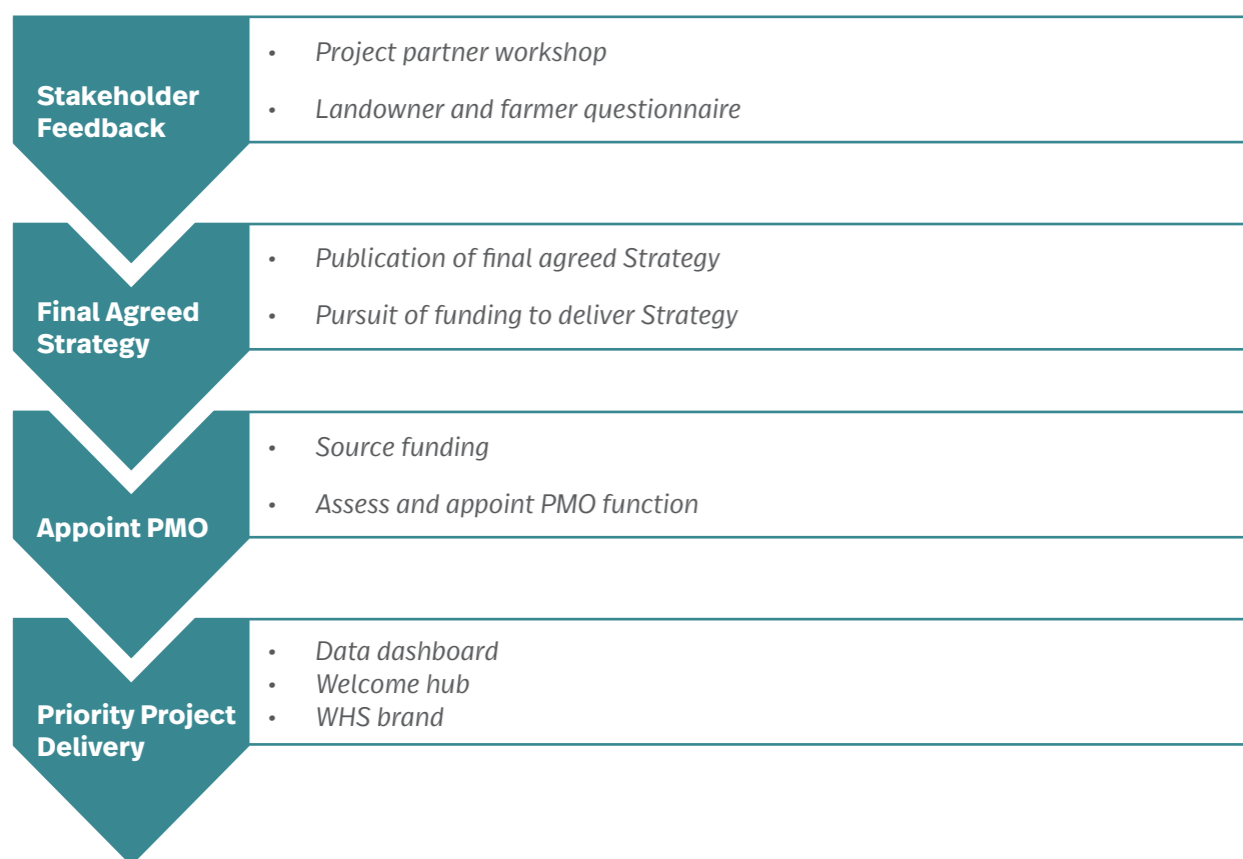 Stakeholder
Feedback
• Project partner workshop
• Landowner and farmer questionnaire
Final Agreed
Strategy
• Publication of final agreed Strategy
• Pursuit of funding to deliver Strategy
Appoint PMO
• Source funding
• Assess and appoint PMO function
Priority Project
Delivery
• Data dashboard
• Welcome hub
• WHS brand